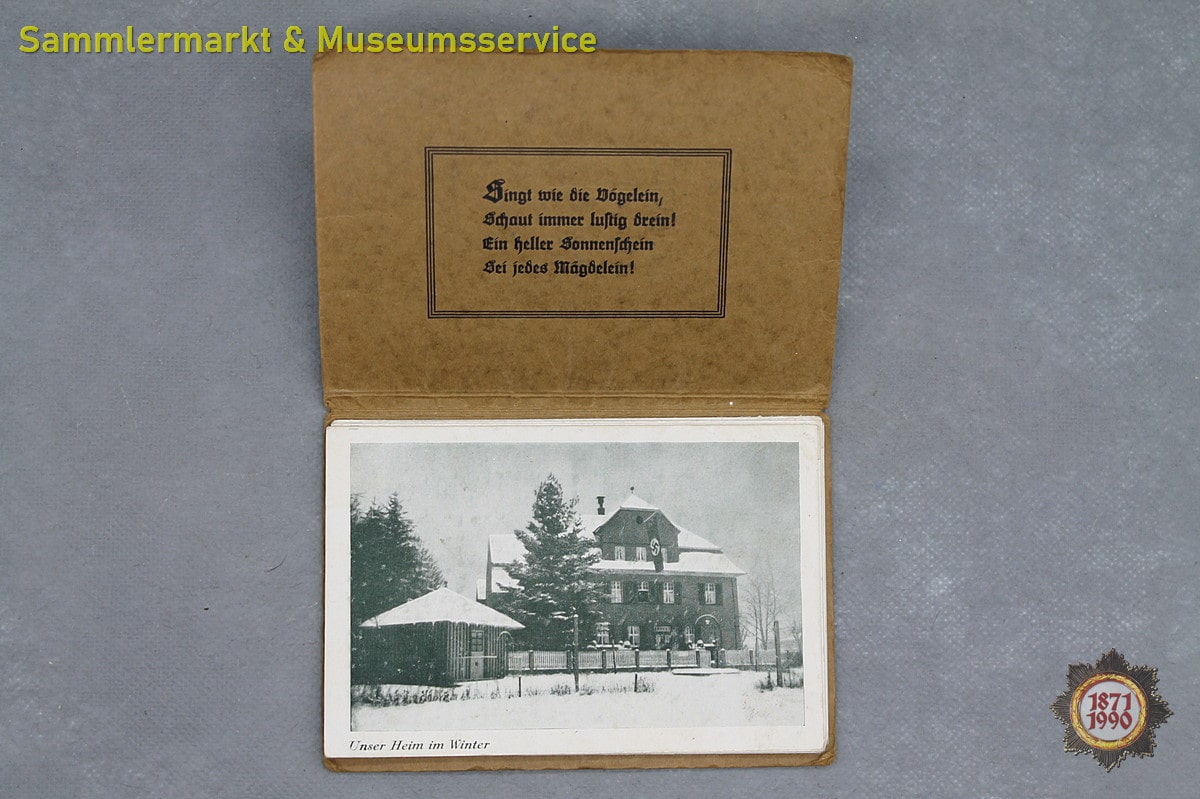 Sammlermarkt & Museumsservice
Singt wie die Vögelein,
Schaut immer lustig drein!
Ein heller Sonnenschein
Sei jedes Mägdelein!
Unser Heim im Winter
1871
1990